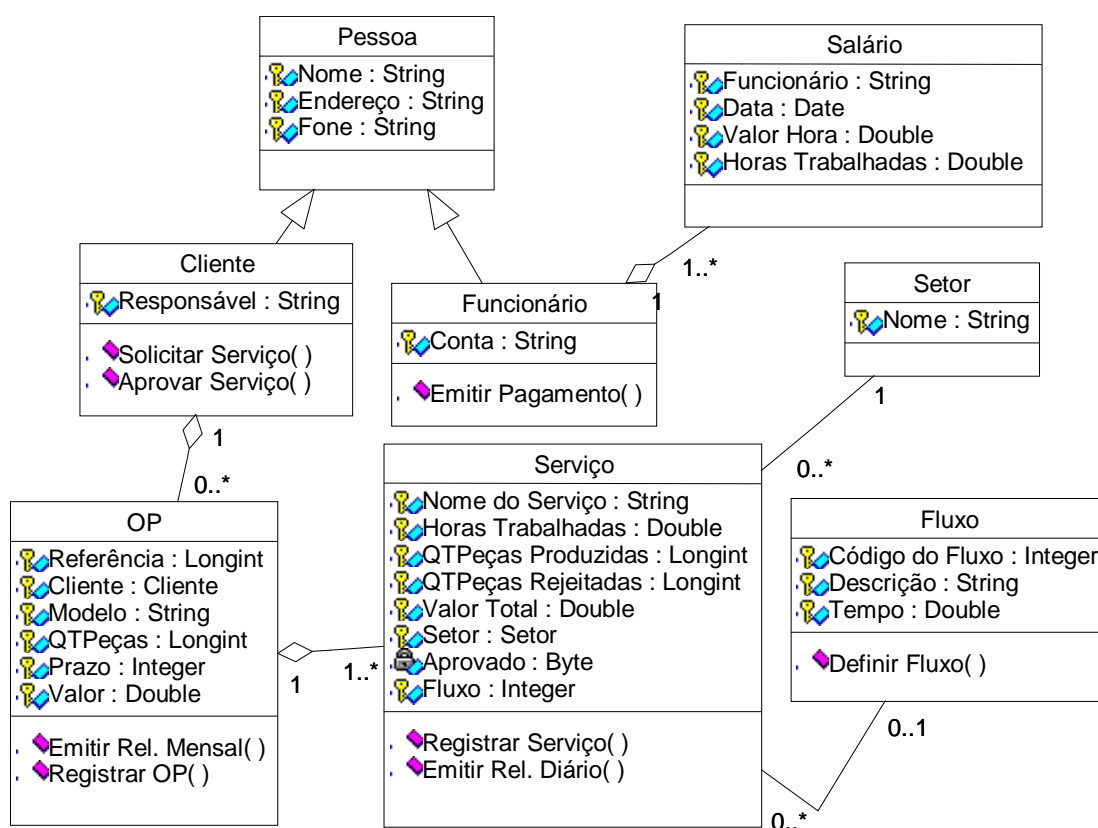 Pessoa
Nome : String
Endereço : String
Fone : String
Salário
Funcionário : String
Data : Date
Valor Hora : Double
Horas Trabalhadas : Double
Cliente
Responsável : String
Solicitar Serviço( )
Aprovar Serviço( )
Funcionário
Conta : String
Emitir Pagamento( )
1
1..*
Setor
Nome : String
1
0..*
1
0..*
OP
Referência : Longint
Cliente : Cliente
Modelo : String
QTPeças : Longint
Prazo : Integer
Valor : Double
Emitir Rel. Mensal( )
Registrar OP( )
1
1..*
Serviço
Nome do Serviço : String
Horas Trabalhadas : Double
QTPeças Produzidas : Longint
QTPeças Rejeitadas : Longint
Valor Total : Double
Setor : Setor
Aprovado : Byte
Fluxo : Integer
Registrar Serviço( )
Emitir Rel. Diário( )
Fluxo
Código do Fluxo : Integer
Descrição : String
Tempo : Double
Definir Fluxo( )
0..1
0..*